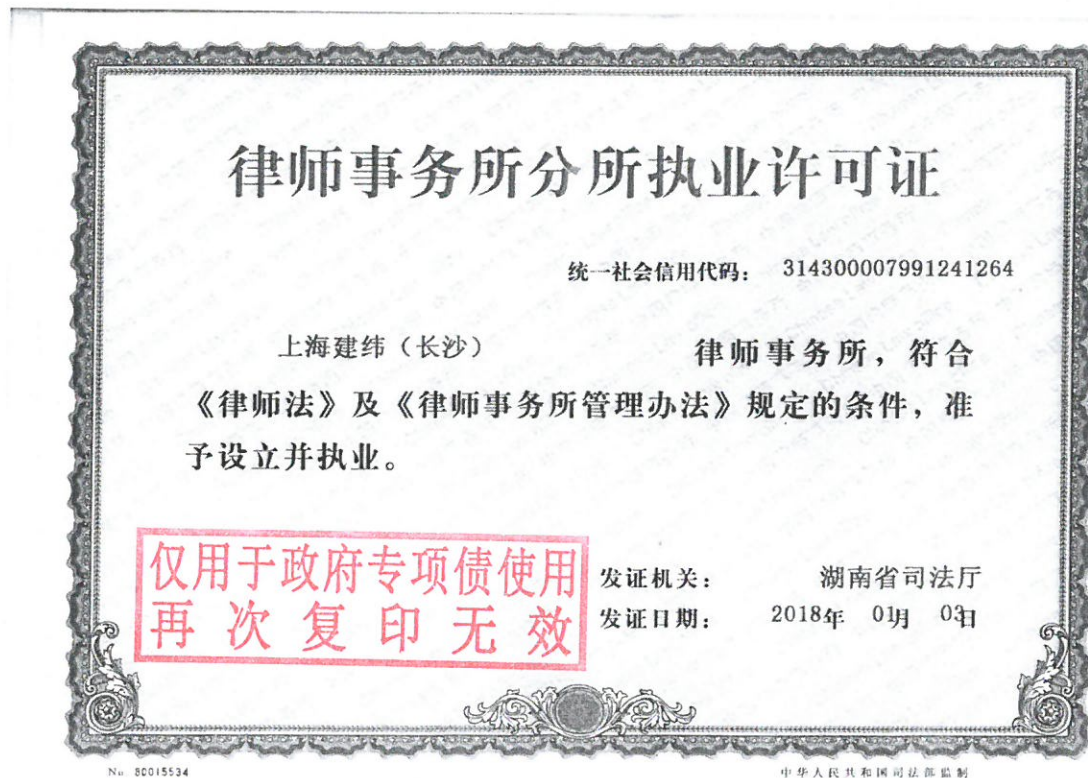 律师事务所分所执业许可证
统一社会信用代码： 314300007991241264
上海建纬（长沙） 律师事务所，符合
《律师法》及《律师事务所管理办法》规定的条件，准
予设立并执业。
仅用于政府专项债使用
再次复印无效
发证机关： 湖南省司法厅
发证日期： 2018年 01月 03日
No. 80015534
中华人民共和国司法部监制